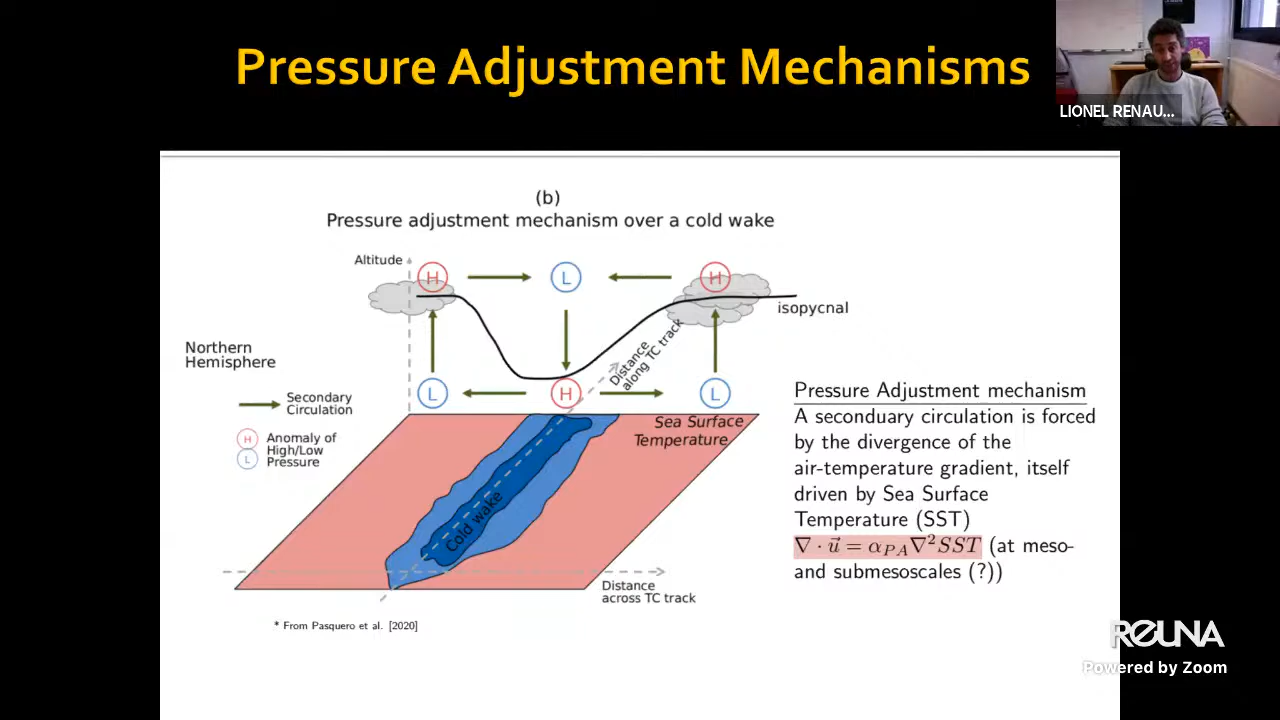 Pressure Adjustment Mechanisms
LIONEL RENAU...
(b)
Pressure adjustment mechanism over a cold wake
Altitude
H
L
H
isopycnal
Distance
along TC track
Northern
Hemisphere
L
H
L
Secondary
Circulation
H
L
Anomaly of
High/Low
Pressure
Sea Surface
Temperature
Cold wake
Distance
across TC track
* From Pasquero et al. [2020]
Pressure Adjustment mechanism
A seconduary circulation is forced
by the divergence of the
air-temperature gradient, itself
driven by Sea Surface
Temperature (SST)
∇ · u⃗ = α_PA ∇²SST (at meso-
and submesoscales (?))
REUNA
Powered by Zoom